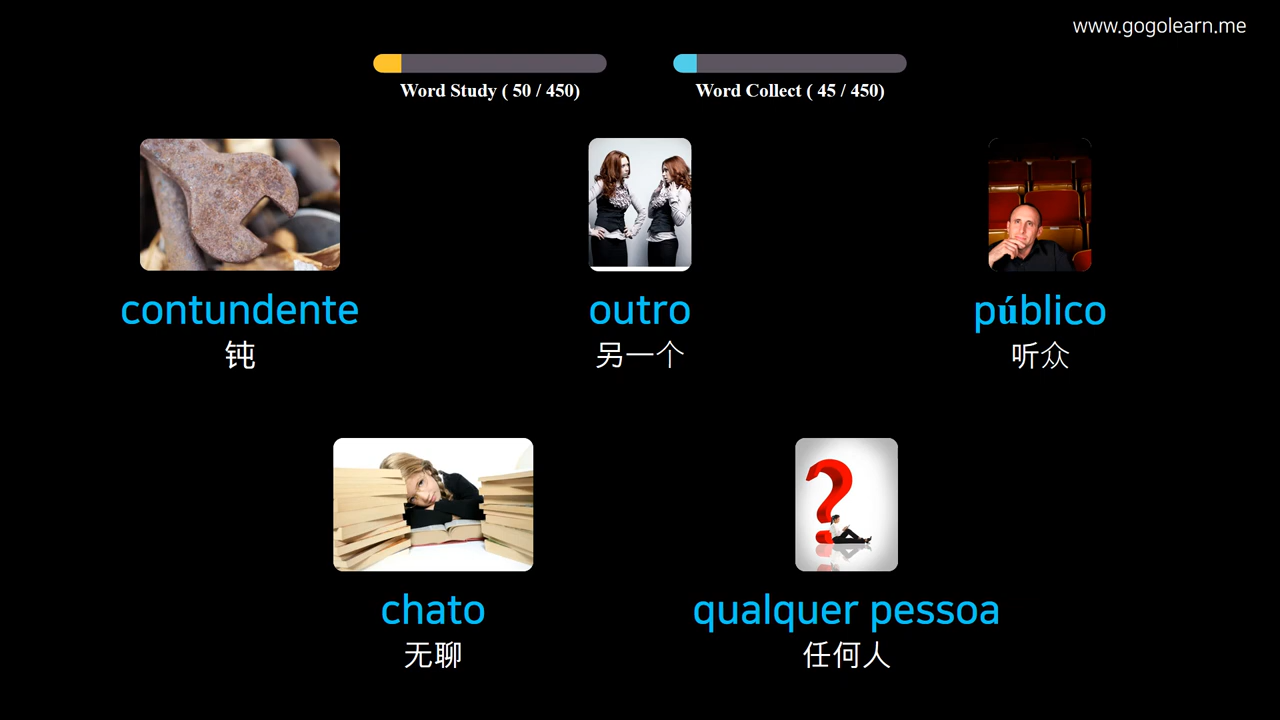 www.gogolearn.me
Word Study ( 50 / 450)
Word Collect ( 45 / 450)
contundente
钝
outro
另一个
público
听众
chato
无聊
qualquer pessoa
任何人